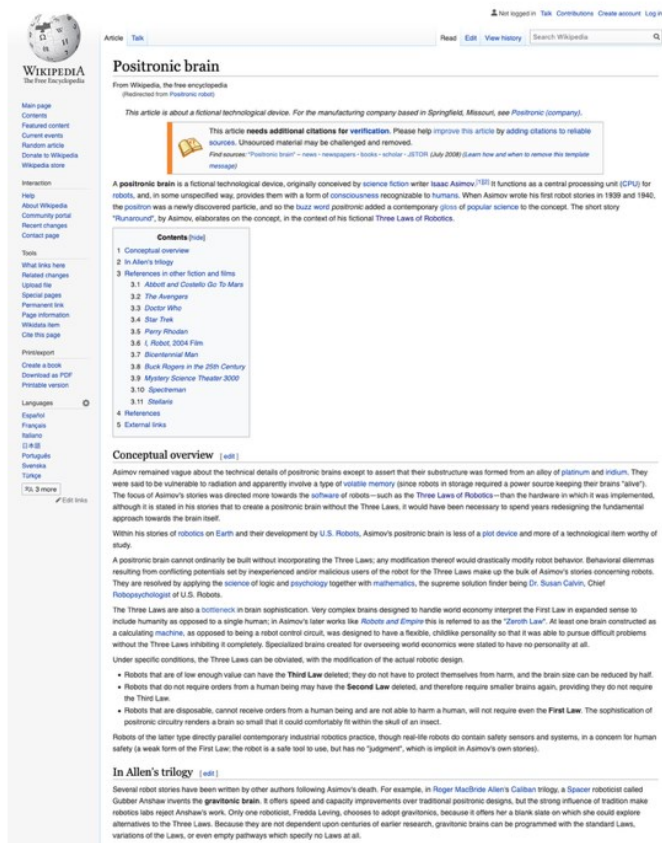 Not logged in Talk Contributions Create account Log in
WIKIPEDIA
The Free Encyclopedia
Article Talk
Read Edit View history Search Wikipedia
Main page
Contents
Featured content
Current events
Random article
Donate to Wikipedia
Wikipedia store
Interaction
Help
About Wikipedia
Community portal
Recent changes
Contact page
Tools
What links here
Related changes
Upload file
Special pages
Permanent link
Page information
Wikidata item
Cite this page
Print/export
Create a book
Download as PDF
Printable version
Languages
Español
Français
Italiano
日本語
Português
Svenska
Türkçe
3 more
Edit links
Positronic brain
From Wikipedia, the free encyclopedia
(Redirected from Positronic robot)
This article is about a fictional technological device. For the manufacturing company based in Springfield, Missouri, see Positronic (company).
This article needs additional citations for verification. Please help improve this article by adding citations to reliable
sources. Unsourced material may be challenged and removed.
Find sources: "Positronic brain" – news · newspapers · books · scholar · JSTOR (July 2008) (Learn how and when to remove this template
message)
A positronic brain is a fictional technological device, originally conceived by science fiction writer Isaac Asimov.[1][2] It functions as a central processing unit (CPU) for
robots, and, in some unspecified way, provides them with a form of consciousness recognizable to humans. When Asimov wrote his first robot stories in 1939 and 1940,
the positron was a newly discovered particle, and so the buzz word positronic added a contemporary gloss of popular science to the concept. The short story
"Runaround", by Asimov, elaborates on the concept, in the context of his fictional Three Laws of Robotics.
Contents [hide]
1 Conceptual overview
2 In Allen's trilogy
3 References in other fiction and films
3.1 Abbott and Costello Go To Mars
3.2 The Avengers
3.3 Doctor Who
3.4 Star Trek
3.5 Perry Rhodan
3.6 I, Robot, 2004 Film
3.7 Bicentennial Man
3.8 Buck Rogers in the 25th Century
3.9 Mystery Science Theater 3000
3.10 Spectreman
3.11 Stellaris
4 References
5 External links
Conceptual overview [edit]
Asimov remained vague about the technical details of positronic brains except to assert that their substructure was formed from an alloy of platinum and iridium. They
were said to be vulnerable to radiation and apparently involve a type of volatile memory (since robots in storage required a power source keeping their brains "alive").
The focus of Asimov's stories was directed more towards the software of robots—such as the Three Laws of Robotics—than the hardware in which it was implemented,
although it is stated in his stories that to create a positronic brain without the Three Laws, it would have been necessary to spend years redesigning the fundamental
approach towards the brain itself.
Within his stories of robotics on Earth and their development by U.S. Robots, Asimov's positronic brain is less of a plot device and more of a technological item worthy of
study.
A positronic brain cannot ordinarily be built without incorporating the Three Laws; any modification thereof would drastically modify robot behavior. Behavioral dilemmas
resulting from conflicting potentials set by inexperienced and/or malicious users of the robot for the Three Laws make up the bulk of Asimov's stories concerning robots.
They are resolved by applying the science of logic and psychology together with mathematics, the supreme solution finder being Dr. Susan Calvin, Chief
Robopsychologist of U.S. Robots.
The Three Laws are also a bottleneck in brain sophistication. Very complex brains designed to handle world economy interpret the First Law in expanded sense to
include humanity as opposed to a single human; in Asimov's later works like Robots and Empire this is referred to as the "Zeroth Law". At least one brain constructed as
a calculating machine, as opposed to being a robot control circuit, was designed to have a flexible, childlike personality so that it was able to pursue difficult problems
without the Three Laws inhibiting it completely. Specialized brains created for overseeing world economics were stated to have no personality at all.
Under specific conditions, the Three Laws can be obviated, with the modification of the actual robotic design.
• Robots that are of low enough value can have the Third Law deleted; they do not have to protect themselves from harm, and the brain size can be reduced by half.
• Robots that do not require orders from a human being may have the Second Law deleted, and therefore require smaller brains again, providing they do not require
the Third Law.
• Robots that are disposable, cannot receive orders from a human being and are not able to harm a human, will not require even the First Law. The sophistication of
positronic circuitry renders a brain so small that it could comfortably fit within the skull of an insect.
Robots of the latter type directly parallel contemporary industrial robotics practice, though real-life robots do contain safety sensors and systems, in a concern for human
safety (a weak form of the First Law; the robot is a safe tool to use, but has no "judgment", which is implicit in Asimov's own stories).
In Allen's trilogy [edit]
Several robot stories have been written by other authors following Asimov's death. For example, in Roger MacBride Allen's Caliban trilogy, a Spacer roboticist called
Gubber Anshaw invents the gravitonic brain. It offers speed and capacity improvements over traditional positronic designs, but the strong influence of tradition make
robotics labs reject Anshaw's work. Only one roboticist, Fredda Leving, chooses to adopt gravitonics, because it offers her a blank slate on which she could explore
alternatives to the Three Laws. Because they are not dependent upon centuries of earlier research, gravitonic brains can be programmed with the standard Laws,
variations of the Laws, or even empty pathways which specify no Laws at all.